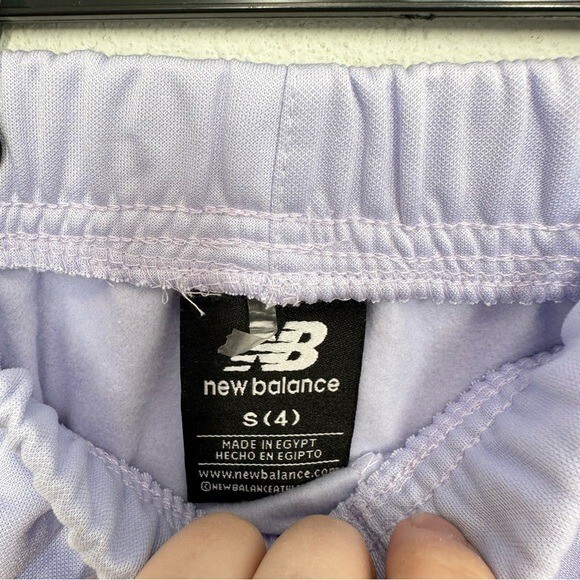 NB
new balance
S(4)
MADE IN EGYPT
HECHO EN EGIPTO
www.newbalance.com